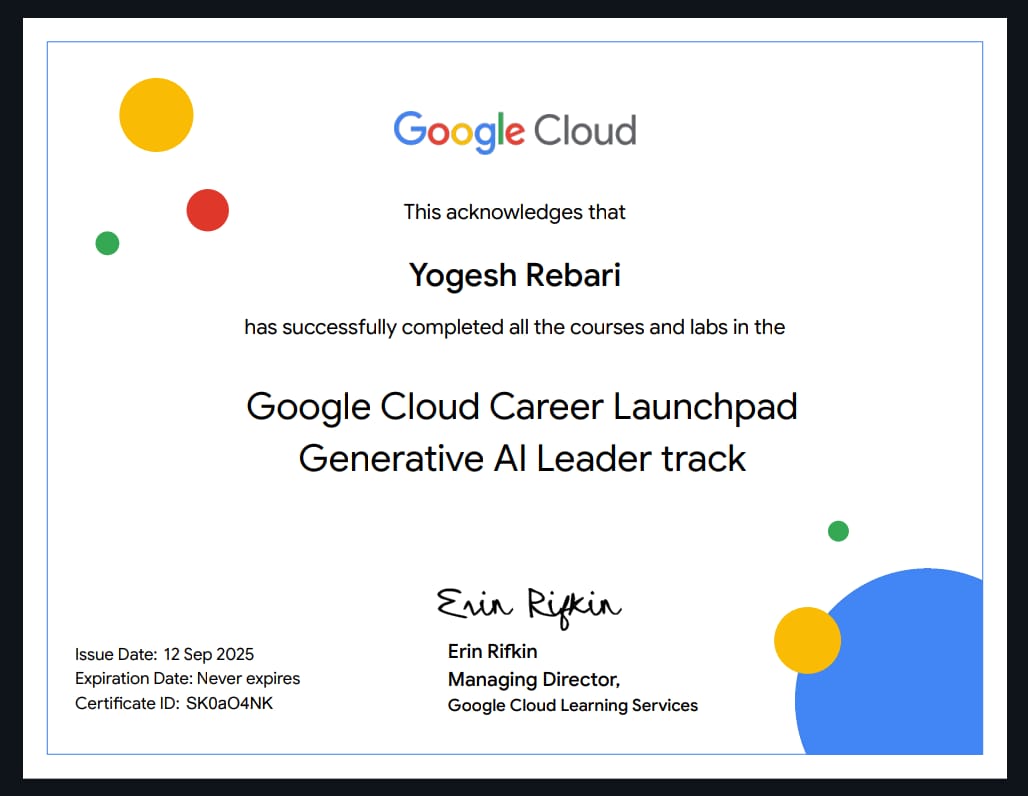 Google Cloud
This acknowledges that
Yogesh Rebari
has successfully completed all the courses and labs in the
Google Cloud Career Launchpad
Generative AI Leader track
Erin Rifkin
Erin Rifkin
Managing Director,
Google Cloud Learning Services
Issue Date: 12 Sep 2025
Expiration Date: Never expires
Certificate ID: SK0aO4NK